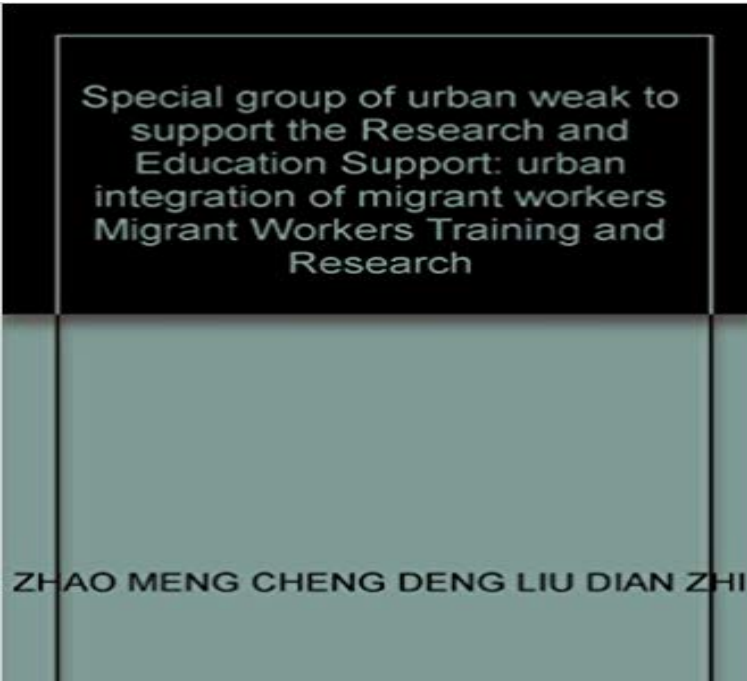 Special group of urban weak to
support the Research and
Education Support: urban
integration of migrant workers
Migrant Workers Training and
Research
ZHAO MENG CHENG DENG LIU DIAN ZHI